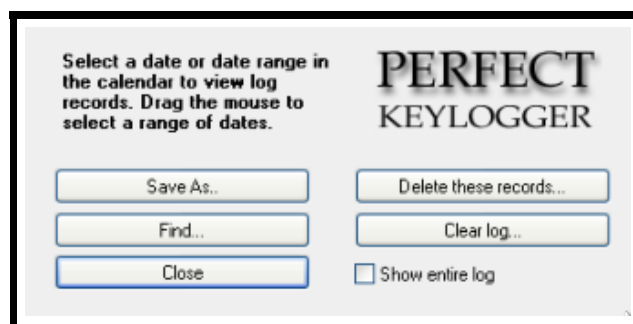 Select a date or date range in
the calendar to view log
records. Drag the mouse to
select a range of dates.
PERFECT
KEYLOGGER
Save As..
Delete these records...
Find...
Clear log...
Close
Show entire log